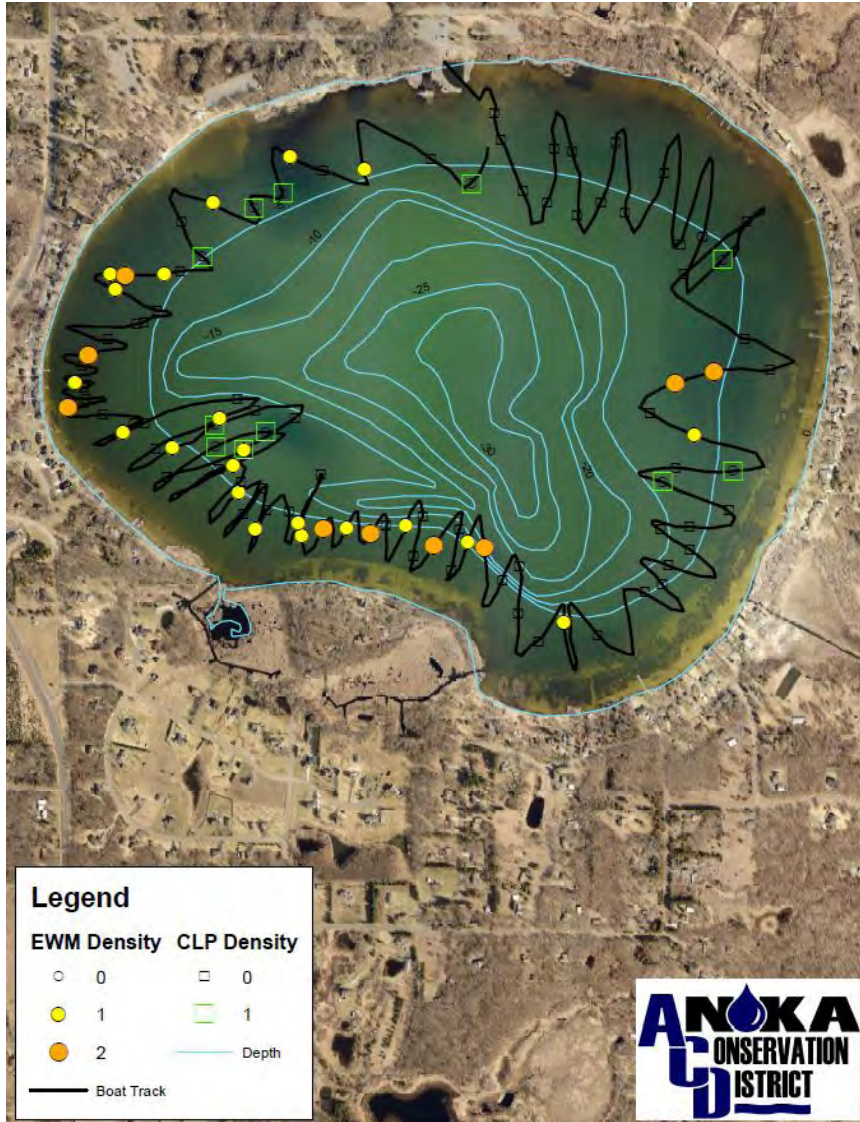 -10
-25
-15
-30
-20
0
Legend
EWM Density CLP Density
0 0
1 1
2 Depth
Boat Track
ANOKA
CONSERVATION
DISTRICT